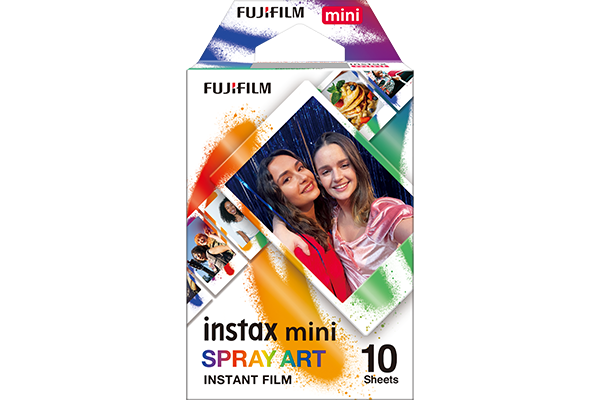 FUJIFILM mini
FUJIFILM
instax mini
SPRAY ART
INSTANT FILM
10
Sheets